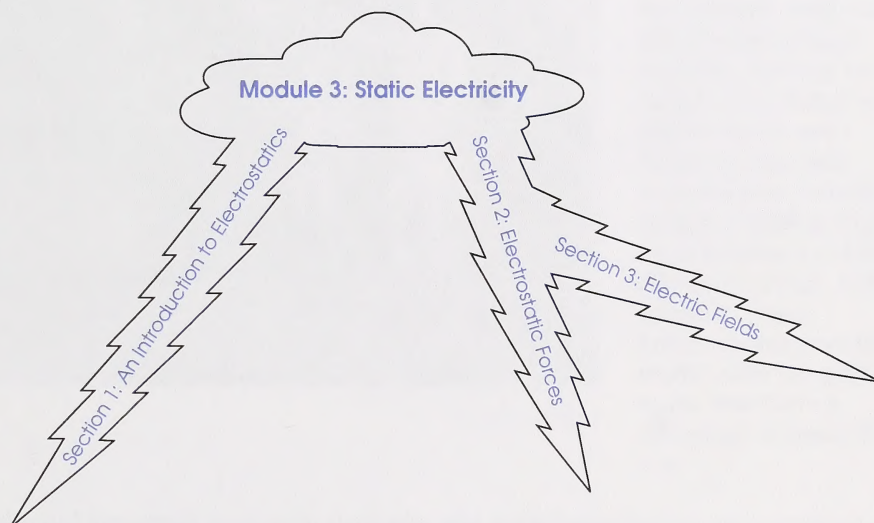 Module 3: Static Electricity
Section 1: An Introduction to Electrostatics
Section 2: Electrostatic Forces
Section 3: Electric Fields